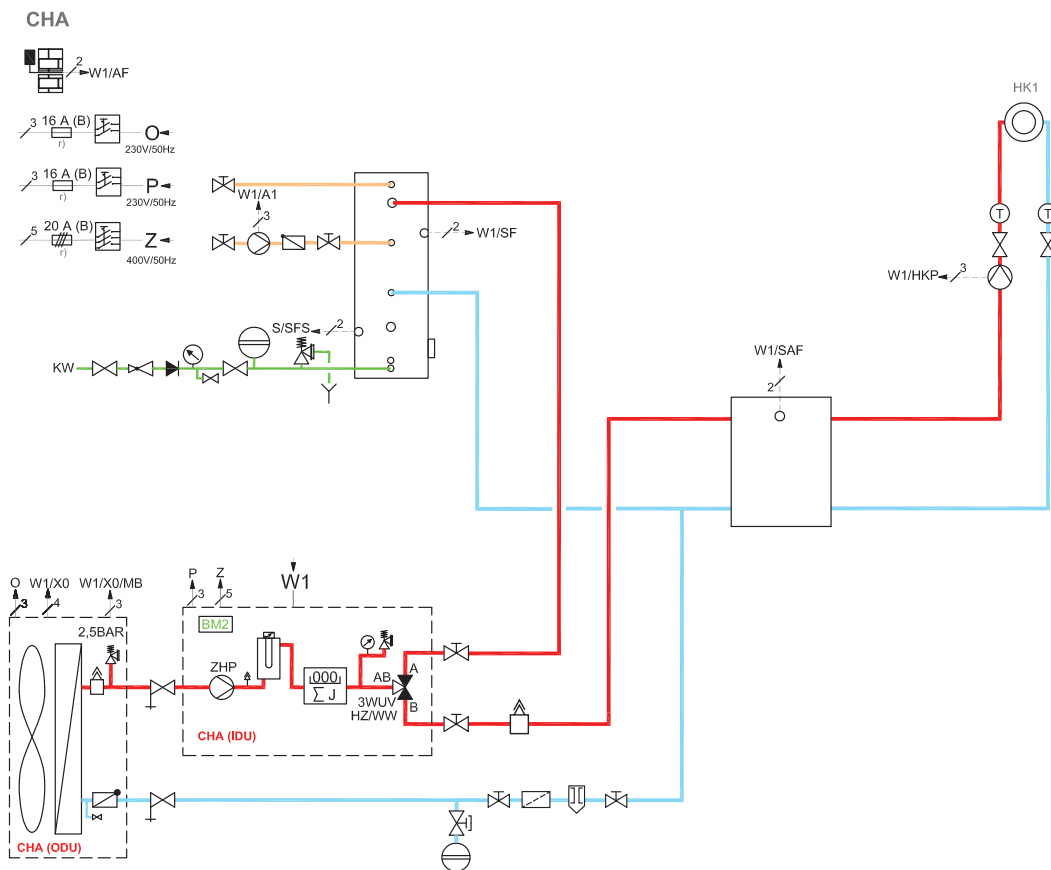 CHA
2
W1/AF
HK1
3 16 A (B) O
r)
230V/50Hz
3 16 A (B) P
r)
230V/50Hz
5 20 A (B) Z
r)
400V/50Hz
W1/A1
3
2 W1/SF
T T
W1/HKP 3
S/SFS 2
KW
W1/SAF
2
O W1/X0 W1/X0/MB
3 4 3
P Z W1
3 5
2,5BAR
BM2
ZHP
000
Σ J
AB A
3WUV B
HZ/WW
CHA (IDU)
CHA (ODU)